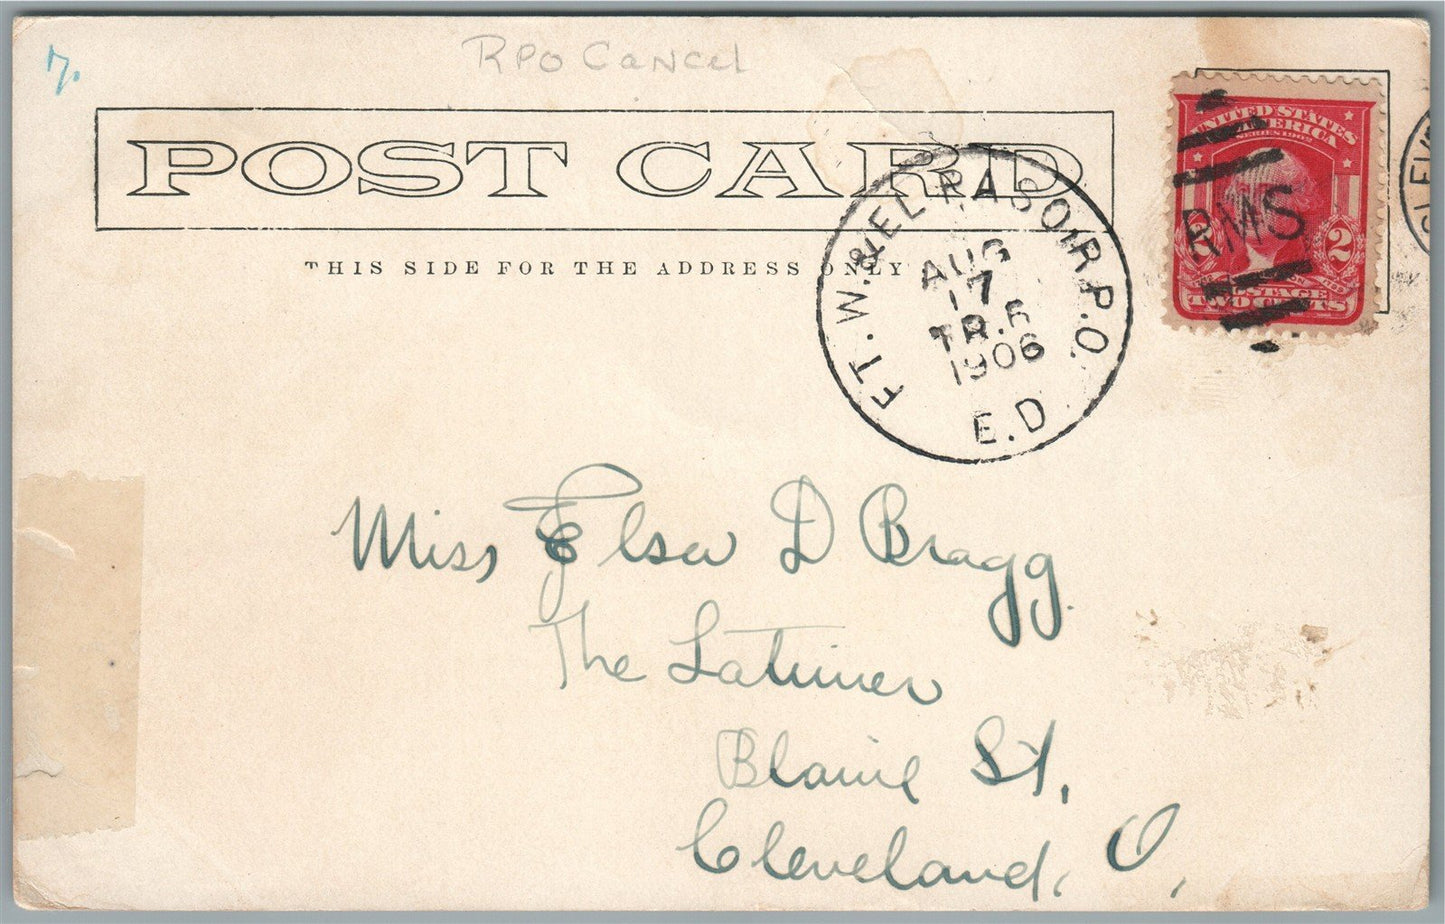 7.
RPO Cancel
POST CARD
THIS SIDE FOR THE ADDRESS ONLY
FT. W. & EL PASO, R.P.O.
AUG
17
TR. 6
1906
E.D
UNITED STATES
OF AMERICA
SERIES 1902
RMS
2 2
POSTAGE
TWO CENTS
Miss Elsa D Bragg.
The Latimer
Blaine St,
Cleveland, O,